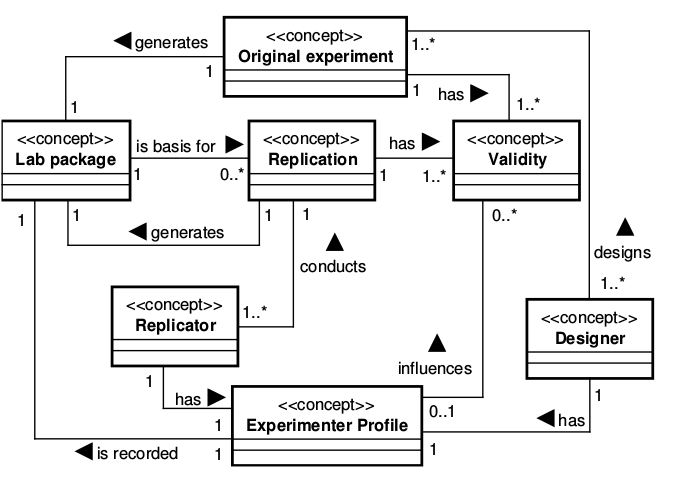 <<concept>>
Original experiment
generates
1
1..*
1
has
1
1..*
<<concept>>
Lab package
is basis for
1
0..*
<<concept>>
Replication
has
1
1..*
<<concept>>
Validity
1
1
generates
1
1
0..*
conducts
designs
1..*
<<concept>>
Replicator
1..*
<<concept>>
Designer
influences
1
has
1
<<concept>>
Experimenter Profile
0..1
1
has
is recorded
1
1